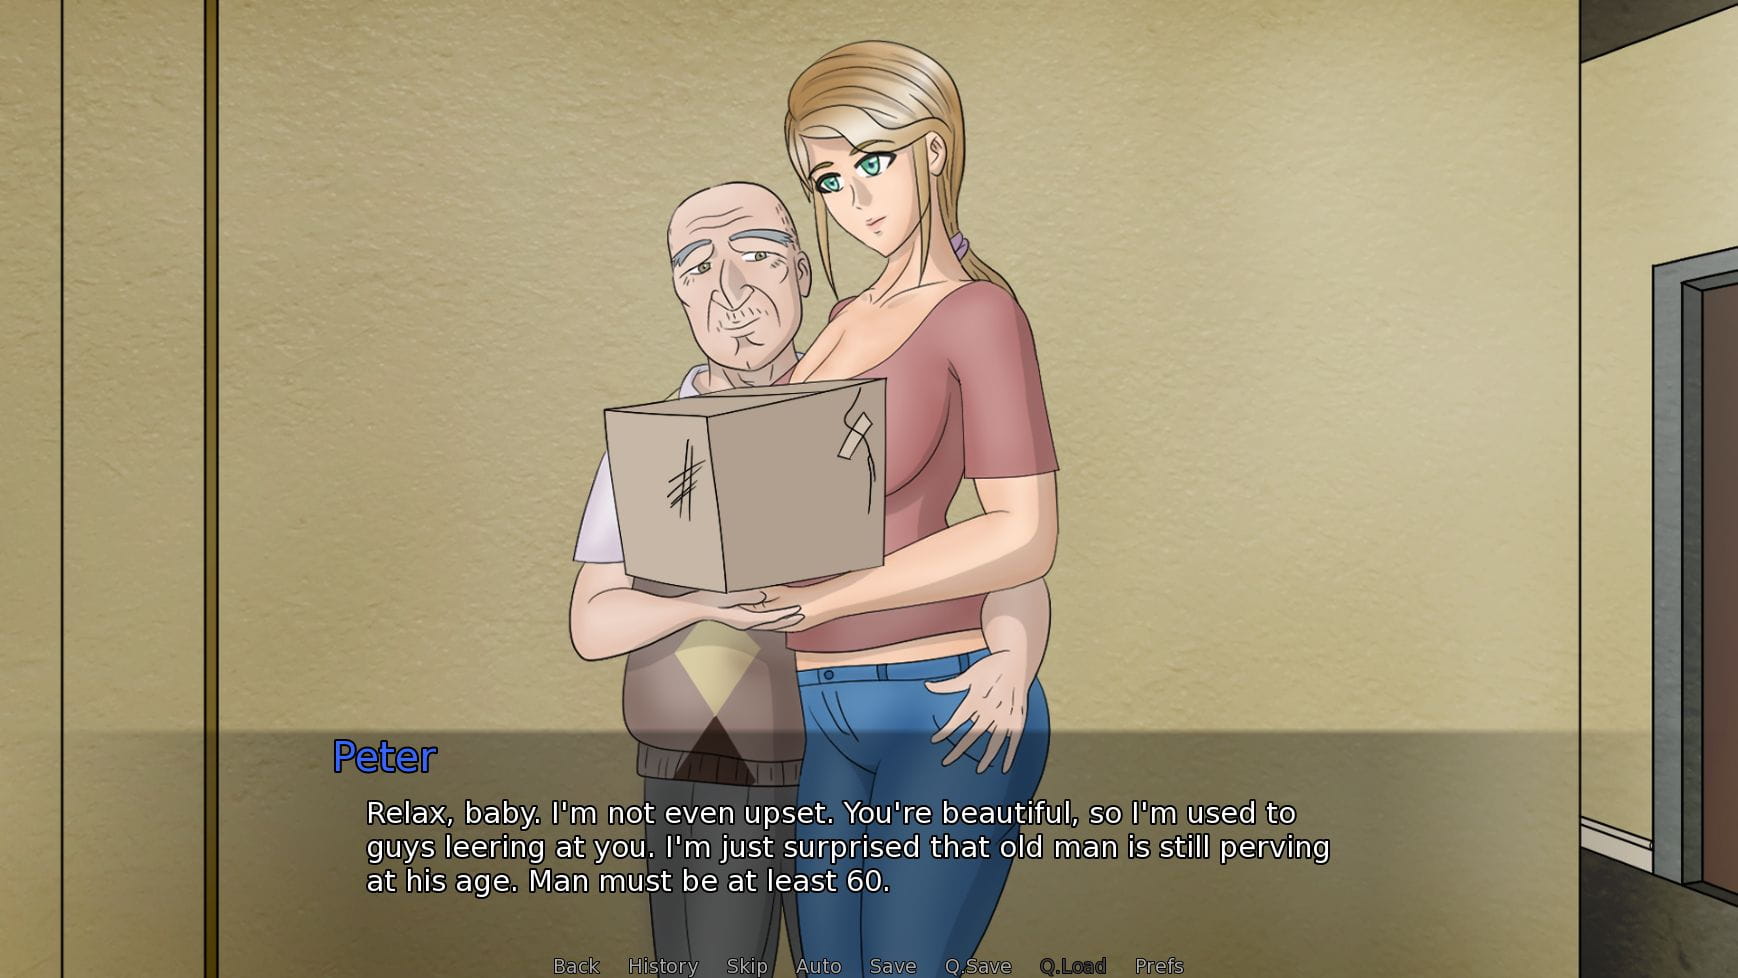 Peter
Relax, baby. I'm not even upset. You're beautiful, so I'm used to
guys leering at you. I'm just surprised that old man is still perving
at his age. Man must be at least 60.
Back History Skip Auto Save Q.Save Q.Load Prefs